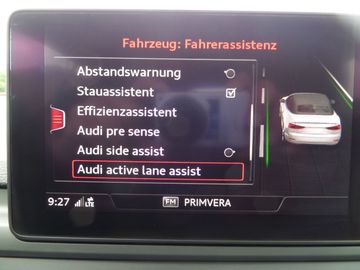 Fahrzeug: Fahrerassistenz
Abstandswarnung
Stauassistent
Effizienzassistent
Audi pre sense
Audi side assist
Audi active lane assist
9:27 LTE FM PRIMVERA